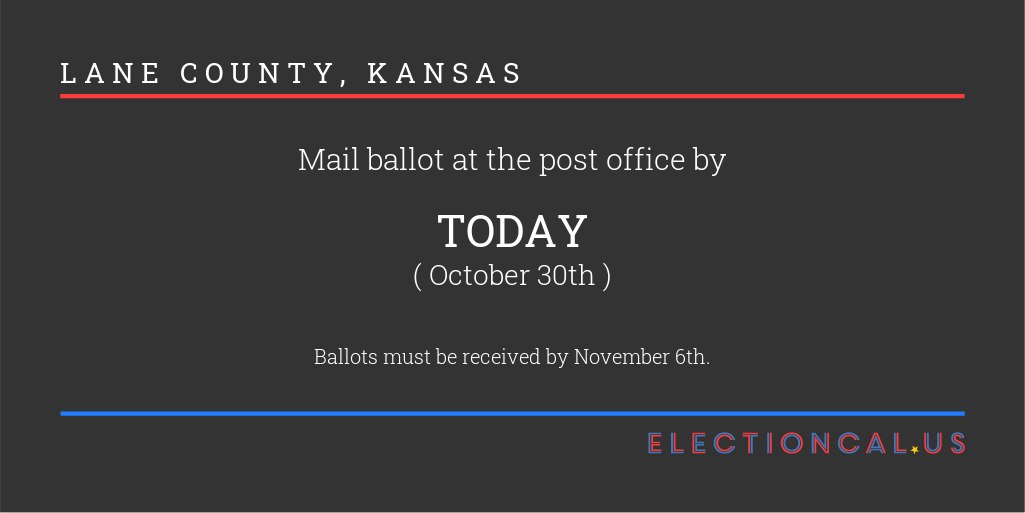 LANE COUNTY, KANSAS
Mail ballot at the post office by
TODAY
( October 30th )
Ballots must be received by November 6th.
ELECTIONCAL.US